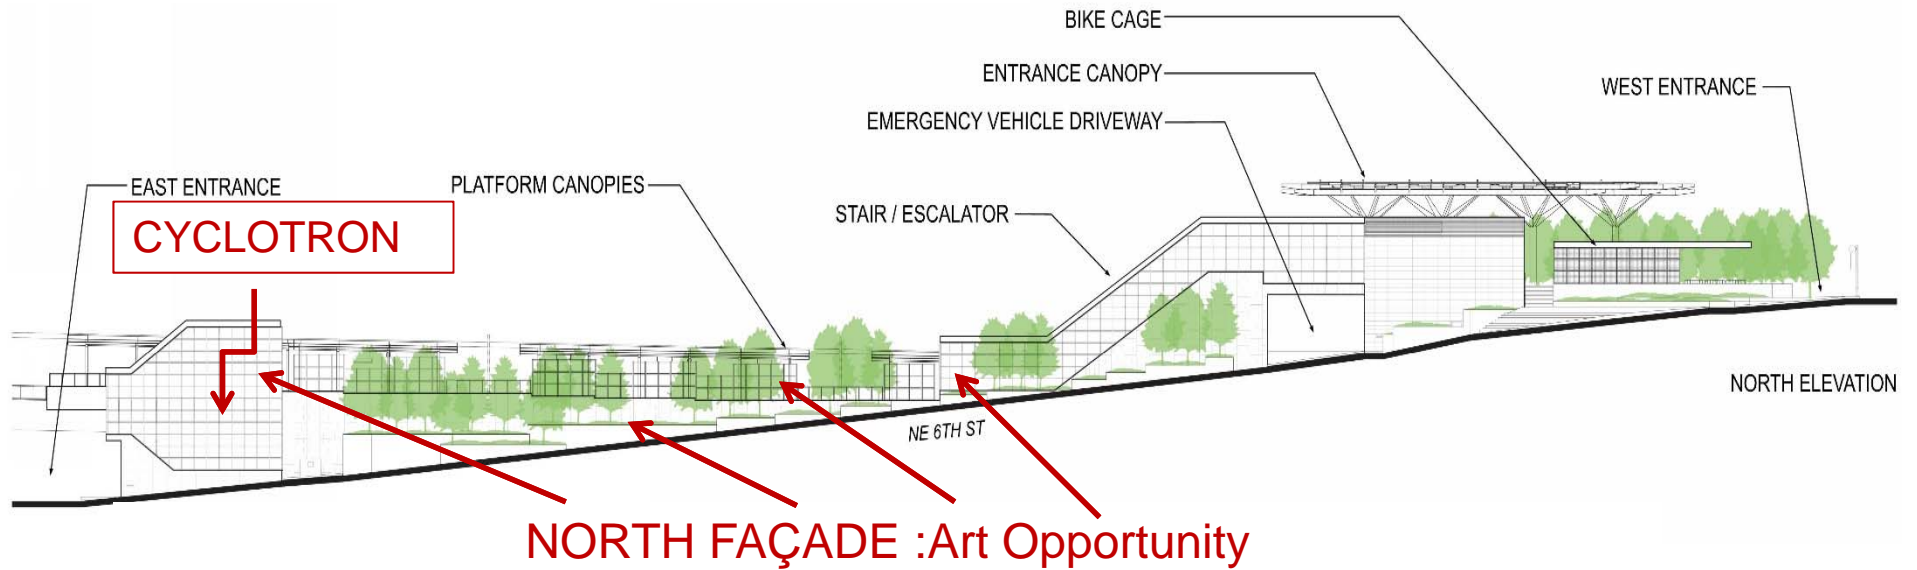 BIKE CAGE
ENTRANCE CANOPY
WEST ENTRANCE
EMERGENCY VEHICLE DRIVEWAY
EAST ENTRANCE
PLATFORM CANOPIES
STAIR / ESCALATOR
CYCLOTRON
NORTH ELEVATION
NE 6TH ST
NORTH FAÇADE :Art Opportunity